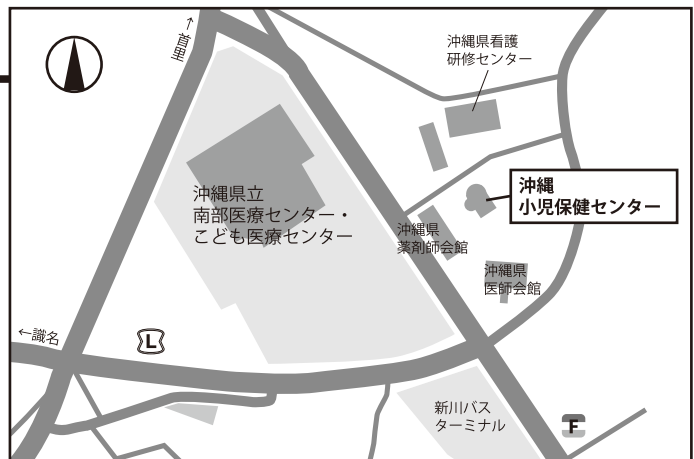 ←首里
沖縄県看護
研修センター
沖縄
小児保健センター
沖縄県立
南部医療センター・
こども医療センター
沖縄県
薬剤師会館
沖縄県
医師会館
←識名
L
新川バス
ターミナル
F